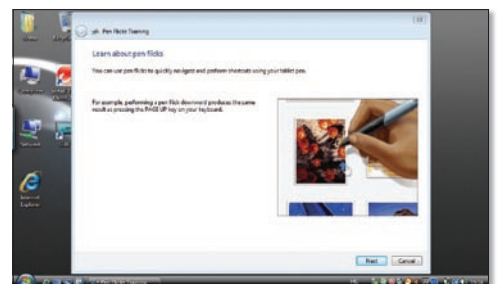 Pen Flicks Training
Learn about pen flicks
You can use pen flicks to quickly navigate and perform shortcuts using your tablet pen.
For example, performing a pen flick downward produces the same
result as pressing the PAGE UP key on your keyboard.
Internet
Explorer
Next
Cancel